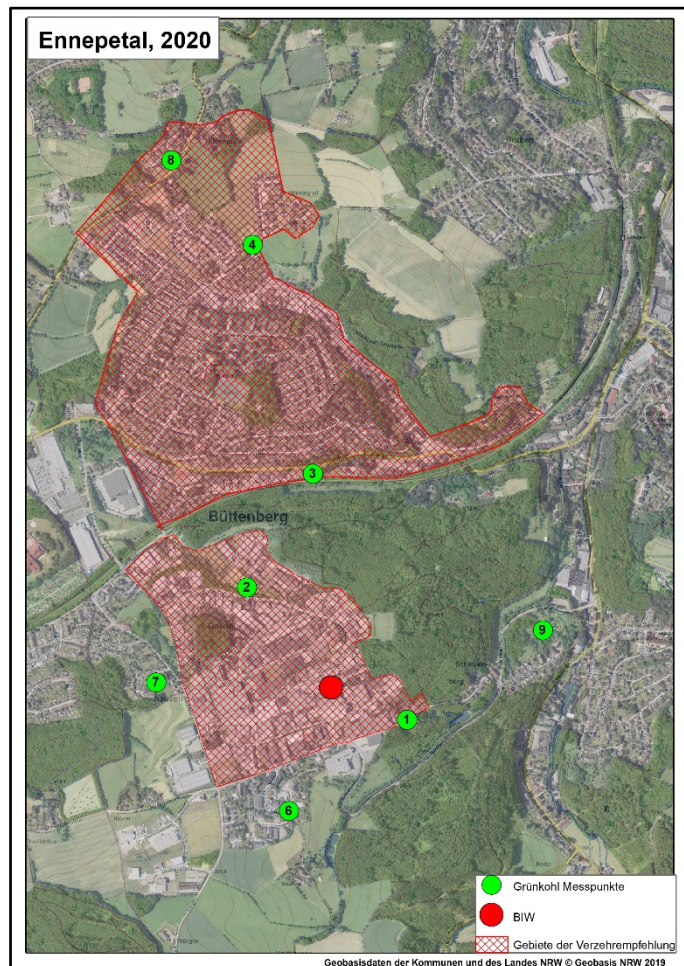 Ennepetal, 2020
8
4
3
Büttenberg
2
9
7
1
6
Grünkohl Messpunkte
BIW
Gebiete der Verzehrempfehlung
Geobasisdaten der Kommunen und des Landes NRW © Geobasis NRW 2019